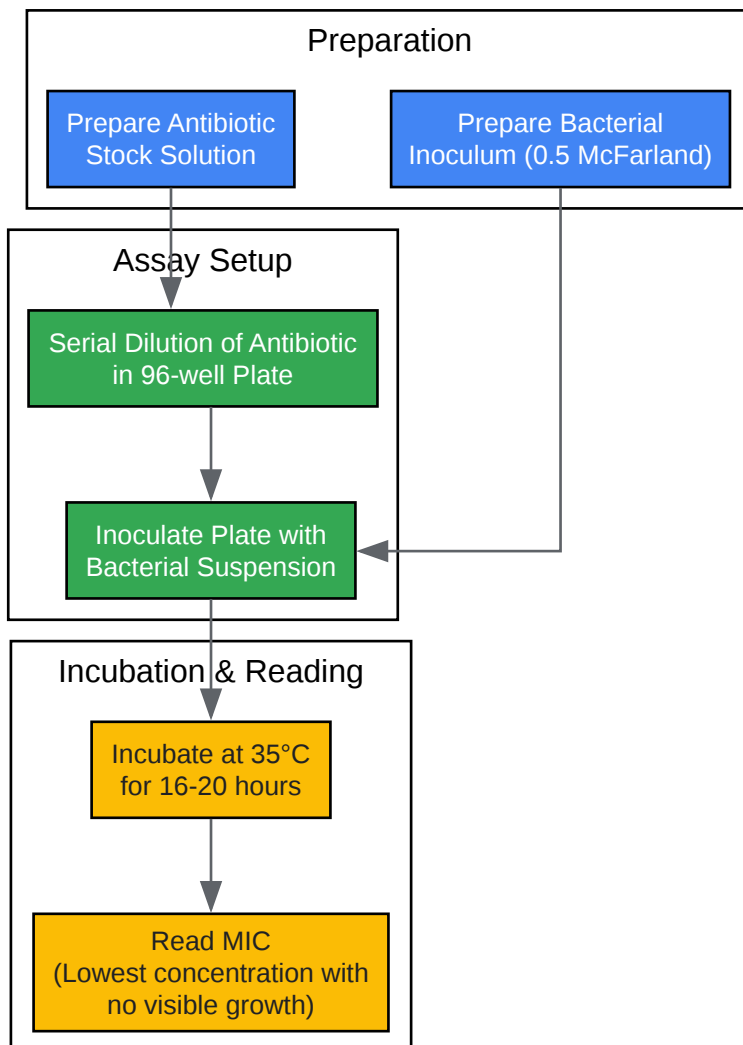 Preparation
Prepare Antibiotic
Stock Solution
Prepare Bacterial
Inoculum (0.5 McFarland)
Assay Setup
Serial Dilution of Antibiotic
in 96-well Plate
Inoculate Plate with
Bacterial Suspension
Incubation & Reading
Incubate at 35°C
for 16-20 hours
Read MIC
(Lowest concentration with
no visible growth)